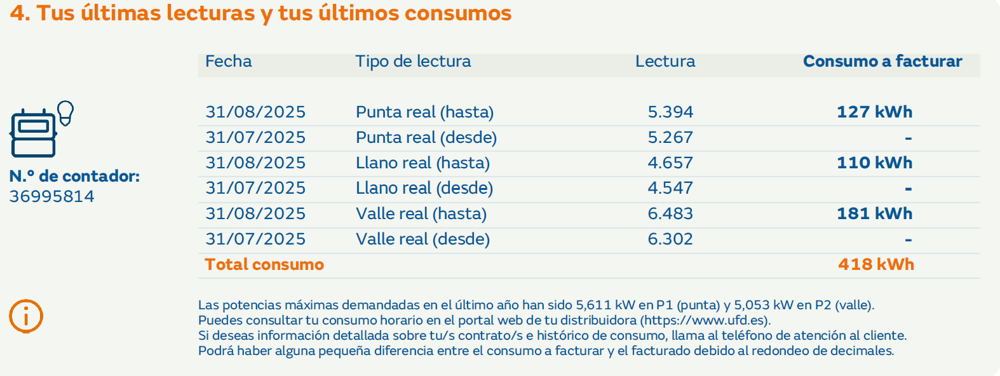 4. Tus últimas lecturas y tus últimos consumos
Fecha Tipo de lectura Lectura Consumo a facturar
31/08/2025 Punta real (hasta) 5.394 127 kWh
31/07/2025 Punta real (desde) 5.267 -
31/08/2025 Llano real (hasta) 4.657 110 kWh
31/07/2025 Llano real (desde) 4.547 -
31/08/2025 Valle real (hasta) 6.483 181 kWh
31/07/2025 Valle real (desde) 6.302 -
Total consumo 418 kWh
N.º de contador:
36995814
Las potencias máximas demandadas en el último año han sido 5,611 kW en P1 (punta) y 5,053 kW en P2 (valle).
Puedes consultar tu consumo horario en el portal web de tu distribuidora (https://www.ufd.es).
Si deseas información detallada sobre tu/s contrato/s e histórico de consumo, llama al teléfono de atención al cliente.
Podrá haber alguna pequeña diferencia entre el consumo a facturar y el facturado debido al redondeo de decimales.